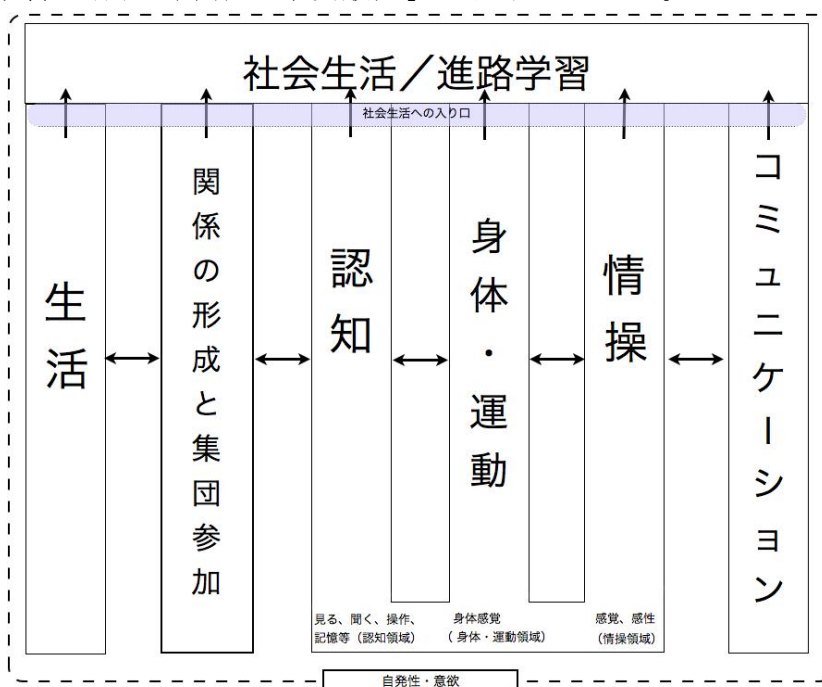 社会生活/進路学習
社会生活への入り口
生活
関係の形成と集団参加
認知
身体・運動
情操
コミュニケーション
見る、聞く、操作、
記憶等(認知領域)
身体感覚
(身体・運動領域)
感覚、感性
(情操領域)
自発性・意欲